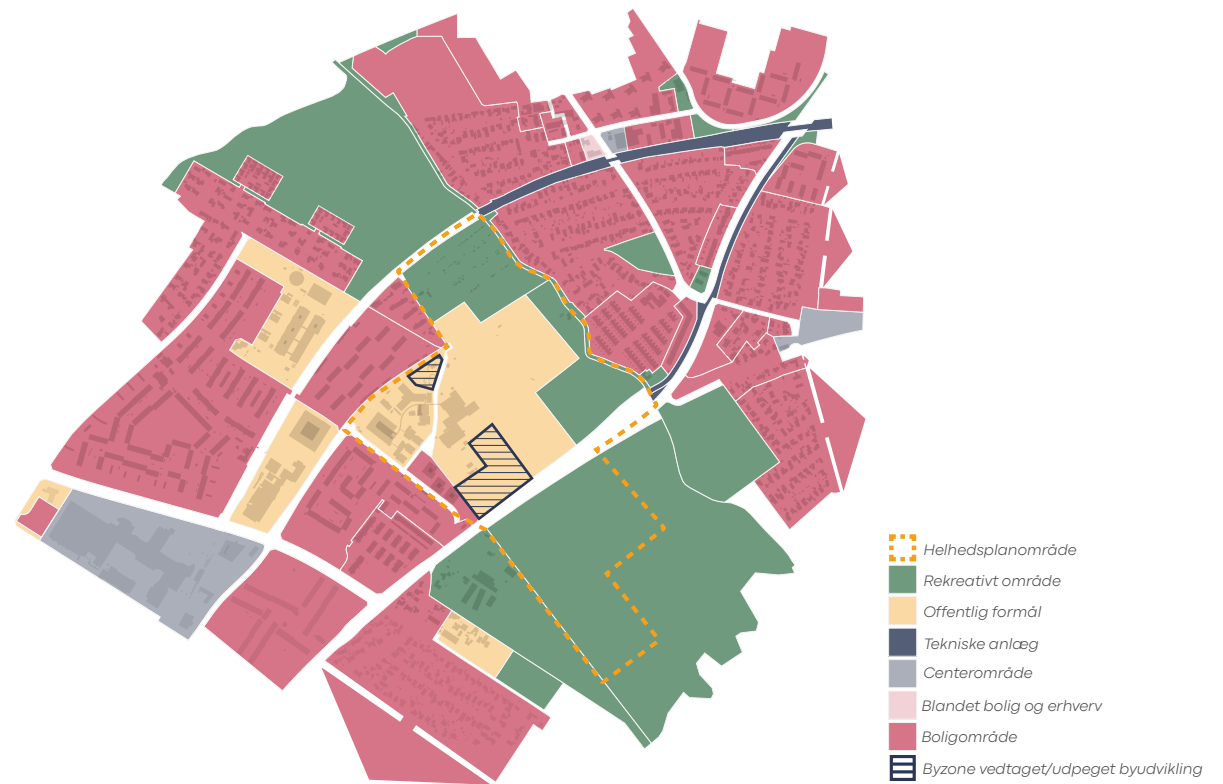 Helhedsplanområde
Rekreativt område
Offentlig formål
Tekniske anlæg
Centerområde
Blandet bolig og erhverv
Boligområde
Byzone vedtaget/udpeget byudvikling